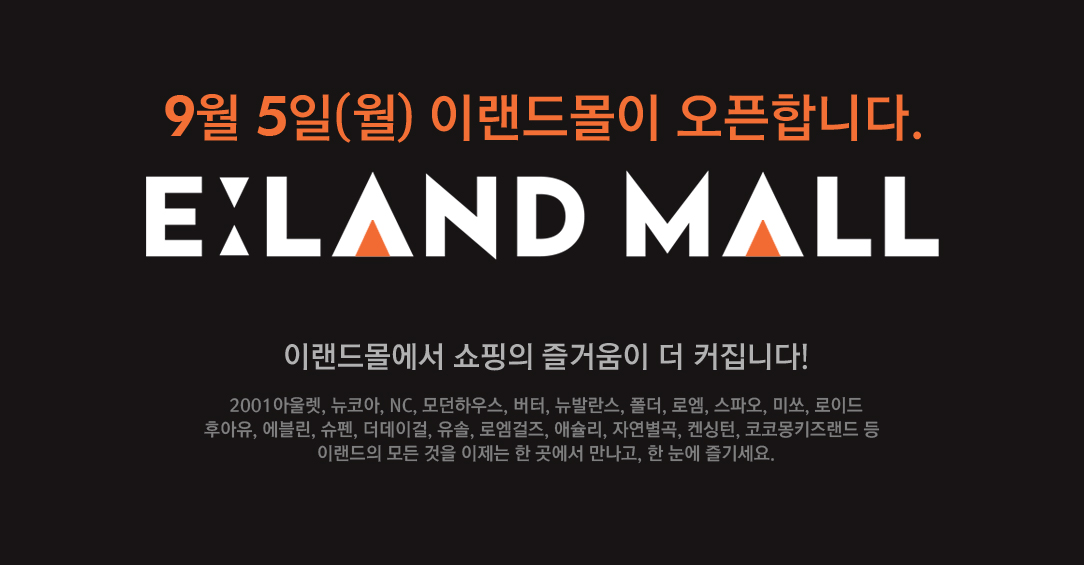 9월 5일(월) 이랜드몰이 오픈합니다.
E:LAND MALL
이랜드몰에서 쇼핑의 즐거움이 더 커집니다!
2001아울렛, 뉴코아, NC, 모던하우스, 버터, 뉴발란스, 폴더, 로엠, 스파오, 미쏘, 로이드
후아유, 에블린, 슈펜, 더데이걸, 유솔, 로엠걸즈, 애슐리, 자연별곡, 켄싱턴, 코코몽키즈랜드 등
이랜드의 모든 것을 이제는 한 곳에서 만나고, 한 눈에 즐기세요.